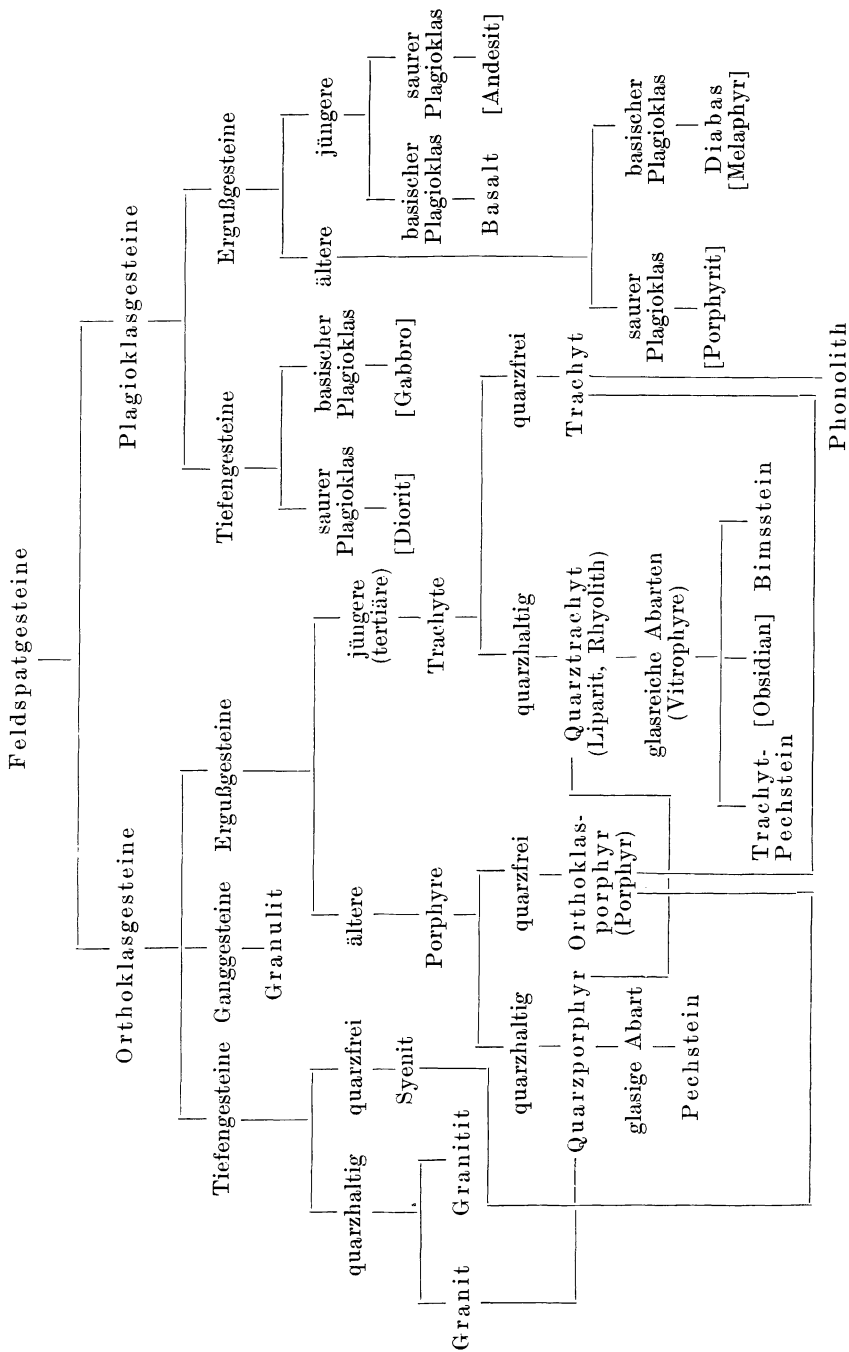 Feldspatgesteine
Orthoklasgesteine
Plagioklasgesteine
Tiefengesteine
Ganggesteine
Ergußgesteine
Tiefengesteine
Ergußgesteine
Granulit
quarzhaltig
quarzfrei
ältere
jüngere
(tertiäre)
saurer
Plagioklas
basischer
Plagioklas
ältere
jüngere
Syenit
Porphyre
Trachyte
[Diorit]
[Gabbro]
basischer
Plagioklas
saurer
Plagioklas
Granit
Granitit
Basalt
[Andesit]
quarzhaltig
quarzfrei
quarzhaltig
quarzfrei
Quarzporphyr
Orthoklas-
porphyr
(Porphyr)
Quarztrachyt
(Liparit, Rhyolith)
Trachyt
saurer
Plagioklas
basischer
Plagioklas
glasige Abart
glasreiche Abarten
(Vitrophyre)
Pechstein
[Porphyrit]
Diabas
[Melaphyr]
Trachyt-
Pechstein
[Obsidian]
Bimsstein
Phonolith